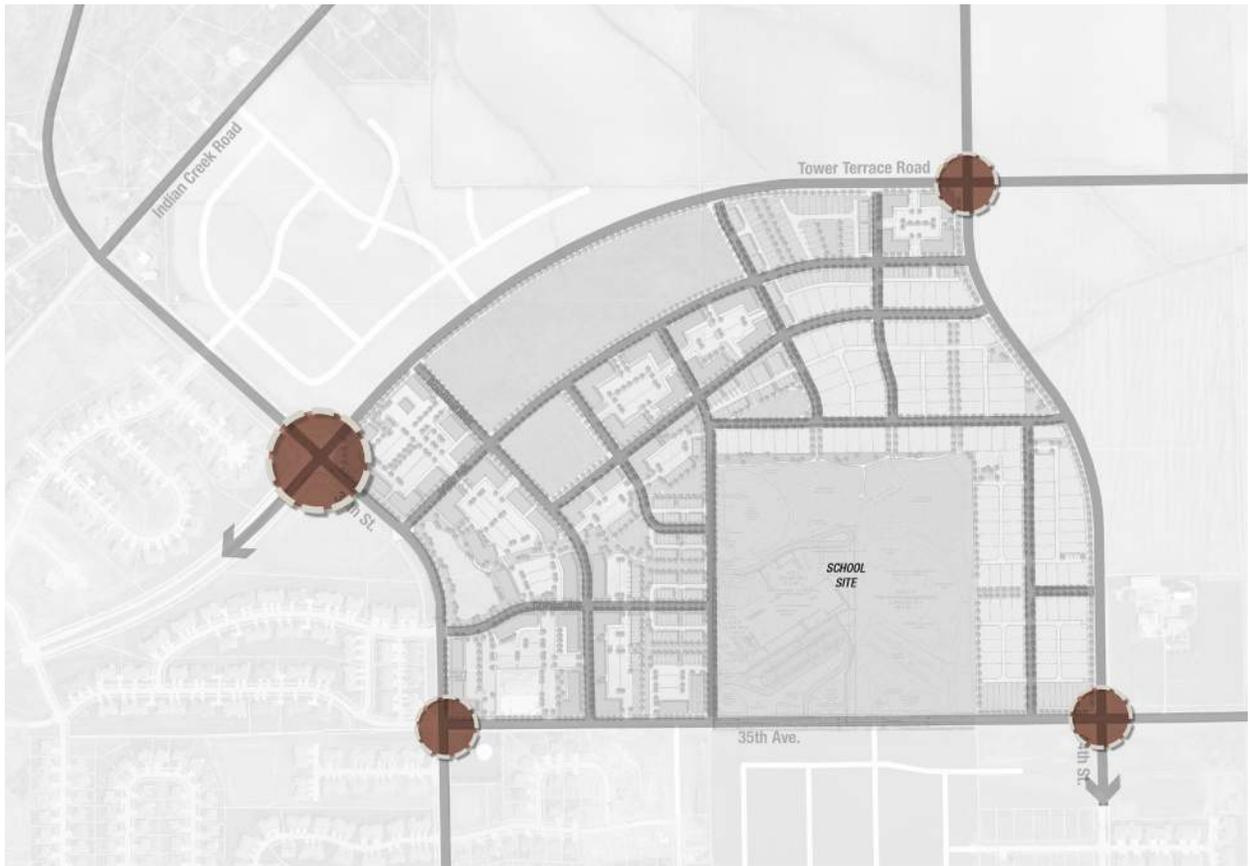 Tower Terrace Road
Indian Creek Road
SCHOOL
SITE
35th Ave.